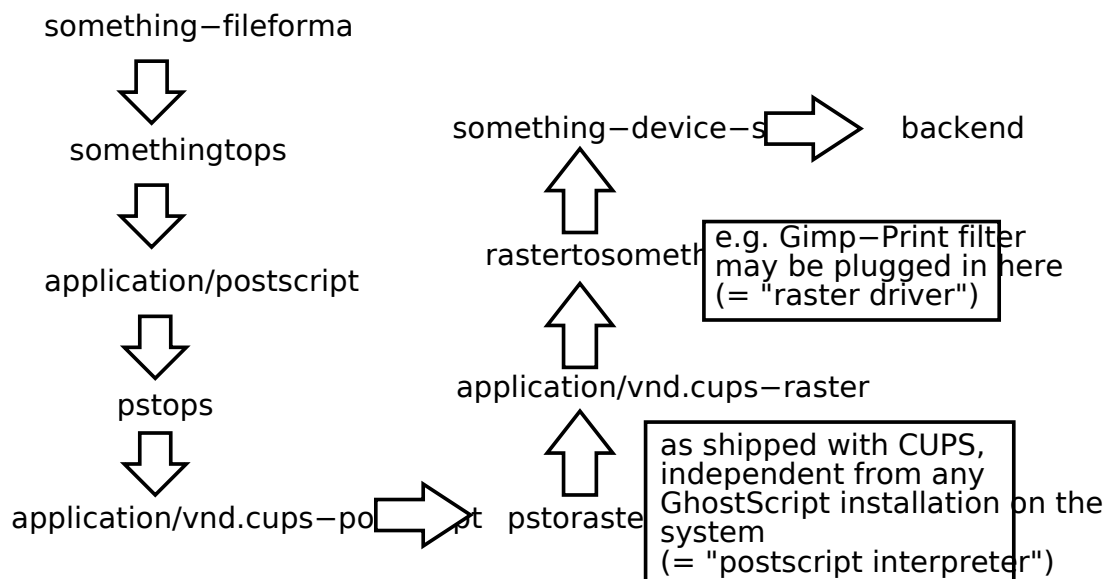 something−fileforma
somethingtops
application/postscript
pstops
application/vnd.cups−po pt
pstoraste
as shipped with CUPS,
independent from any
GhostScript installation on the
system
(= "postscript interpreter")
application/vnd.cups−raster
rastertosometh
e.g. Gimp−Print filter
may be plugged in here
(= "raster driver")
something−device−s
backend